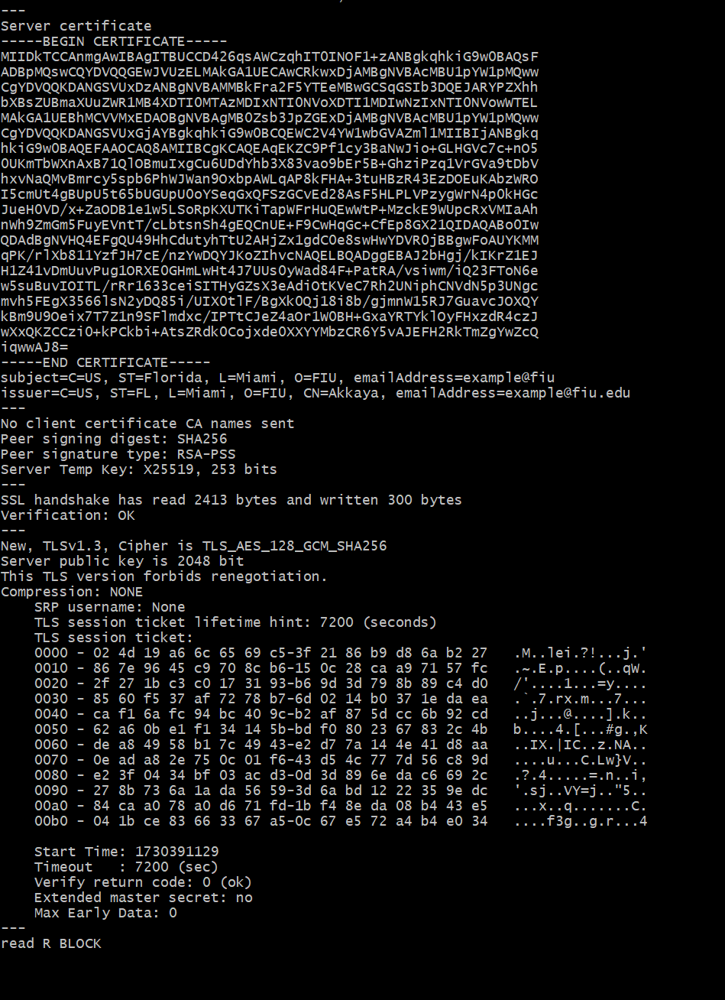 ---
Server certificate
-----BEGIN CERTIFICATE-----
MIIDkTCCAnmgAwIBAgITBUCCD426qsAWCzqhIT0INOF1+zANBgkqhkiG9w0BAQsF
ADBpMQswCQYDVQQGEwJVUzELMAkGA1UECAwCRkwxDjAMBgNVBAcMBU1pYW1pMQww
CgYDVQQKDANGSVUxDzANBgNVBAMMBkFra2F5YTEeMBwGCSqGSIb3DQEJARYPZXhh
bXBsZUBmaXUuZWR1MB4XDTI0MTAzMDIxNTI0NVoXDTI1MDIwNzIxNTI0NVowWTEL
MAkGA1UEBhMCVVMxEDAOBgNVBAgMB0Zsb3JpZGExDjAMBgNVBAcMBU1pYW1pMQww
CgYDVQQKDANGSVUxGjAYBgkqhkiG9w0BCQEWC2V4YW1wbGVAZml1MIIBIjANBgkq
hkiG9w0BAQEFAAOCAQ8AMIIBCgKCAQEAqEKZC9Pf1cy3BaNwJio+GLHGVc7c+nO5
0UKmTbWXnAxB71QlOBmuIxgCu6UDdYhb3X83vao9bEr5B+GhziPzq1VrGVa9tDbV
hxvNaQMvBmrcy5spb6PhWJWan9OxbpAWLqAP8kFHA+3tuHBzR43EzDOEuKAbzWRO
I5cmUt4gBUpU5t65bUGUpU0oYSeqGxQFSzGCvEd28AsF5HLPLVPzygWrN4p0kHGc
JueH0VD/x+ZaODB1e1w5LSoRpKXUTKiTapWFrHuQEwWtP+MzckE9WUpcRxVMIaAh
nWh9ZmGm5FuyEVntT/cLbtsnSh4gEQCnUE+F9CwHqGc+CfEp8GX21QIDAQABo0Iw
QDAdBgNVHQ4EFgQU49HhCdutyhTtU2AHjZx1gdC0e8swHwYDVR0jBBgwFoAUYKMM
qPK/rlXb811YzfJH7cE/nzYwDQYJKoZIhvcNAQELBQADggEBAJ2bHgj/kIKrZ1EJ
H1Z41vDmUuvPug1ORXE0GHmLwHt4J7UUs0yWad84F+PatRA/vsiwm/iQ23FToN6e
w5suBuvIOITL/rRr1633ceiSITHyGZsX3eAdiOtKVeC7Rh2UNiphCNVdN5p3UNgc
mvh5FEgX3566lsN2yDQ85i/UIX0tlF/BgXk0Qj18i8b/gjmnW15RJ7GuavcJOXQY
kBm9U9Oeix7T7Z1n9SFlmdxc/IPTtCJeZ4aOr1W0BH+GxaYRTYklOyFHxzdR4czJ
wXxQKZCCzi0+kPCkbi+AtsZRdk0Cojxde0XXYYMbzCR6Y5vAJEFH2RkTmZgYwZcQ
iqwwAJ8=
-----END CERTIFICATE-----
subject=C=US, ST=Florida, L=Miami, O=FIU, emailAddress=example@fiu
issuer=C=US, ST=FL, L=Miami, O=FIU, CN=Akkaya, emailAddress=example@fiu.edu
---
No client certificate CA names sent
Peer signing digest: SHA256
Peer signature type: RSA-PSS
Server Temp Key: X25519, 253 bits
---
SSL handshake has read 2413 bytes and written 300 bytes
Verification: OK
---
New, TLSv1.3, Cipher is TLS_AES_128_GCM_SHA256
Server public key is 2048 bit
This TLS version forbids renegotiation.
Compression: NONE
    SRP username: None
    TLS session ticket lifetime hint: 7200 (seconds)
    TLS session ticket:
    0000 - 02 4d 19 a6 6c 65 69 c5-3f 21 86 b9 d8 6a b2 27   .M..lei.?!...j.'
    0010 - 86 7e 96 45 c9 70 8c b6-15 0c 28 ca a9 71 57 fc   .~.E.p....(..qW.
    0020 - 2f 27 1b c3 c0 17 31 93-b6 9d 3d 79 8b 89 c4 d0   /'....1...=y....
    0030 - 85 60 f5 37 af 72 78 b7-6d 02 14 b0 37 1e da ea   .`.7.rx.m...7...
    0040 - ca f1 6a fc 94 bc 40 9c-b2 af 87 5d cc 6b 92 cd   ..j...@....].k..
    0050 - 62 a6 0b e1 f1 34 14 5b-bd f0 80 23 67 83 2c 4b   b....4.[...#g.,K
    0060 - de a8 49 58 b1 7c 49 43-e2 d7 7a 14 4e 41 d8 aa   ..IX.|IC..z.NA..
    0070 - 0e ad a8 2e 75 0c 01 f6-43 d5 4c 77 7d 56 c8 9d   ....u...C.Lw}V..
    0080 - e2 3f 04 34 bf 03 ac d3-0d 3d 89 6e da c6 69 2c   .?.4.....=.n..i,
    0090 - 27 8b 73 6a 1a da 56 59-3d 6a bd 12 22 35 9e dc   '.sj..VY=j.."5..
    00a0 - 84 ca a0 78 a0 d6 71 fd-1b f4 8e da 08 b4 43 e5   ...x..q.......C.
    00b0 - 04 1b ce 83 66 33 67 a5-0c 67 e5 72 a4 b4 e0 34   ....f3g..g.r...4

    Start Time: 1730391129
    Timeout   : 7200 (sec)
    Verify return code: 0 (ok)
    Extended master secret: no
    Max Early Data: 0
---
read R BLOCK